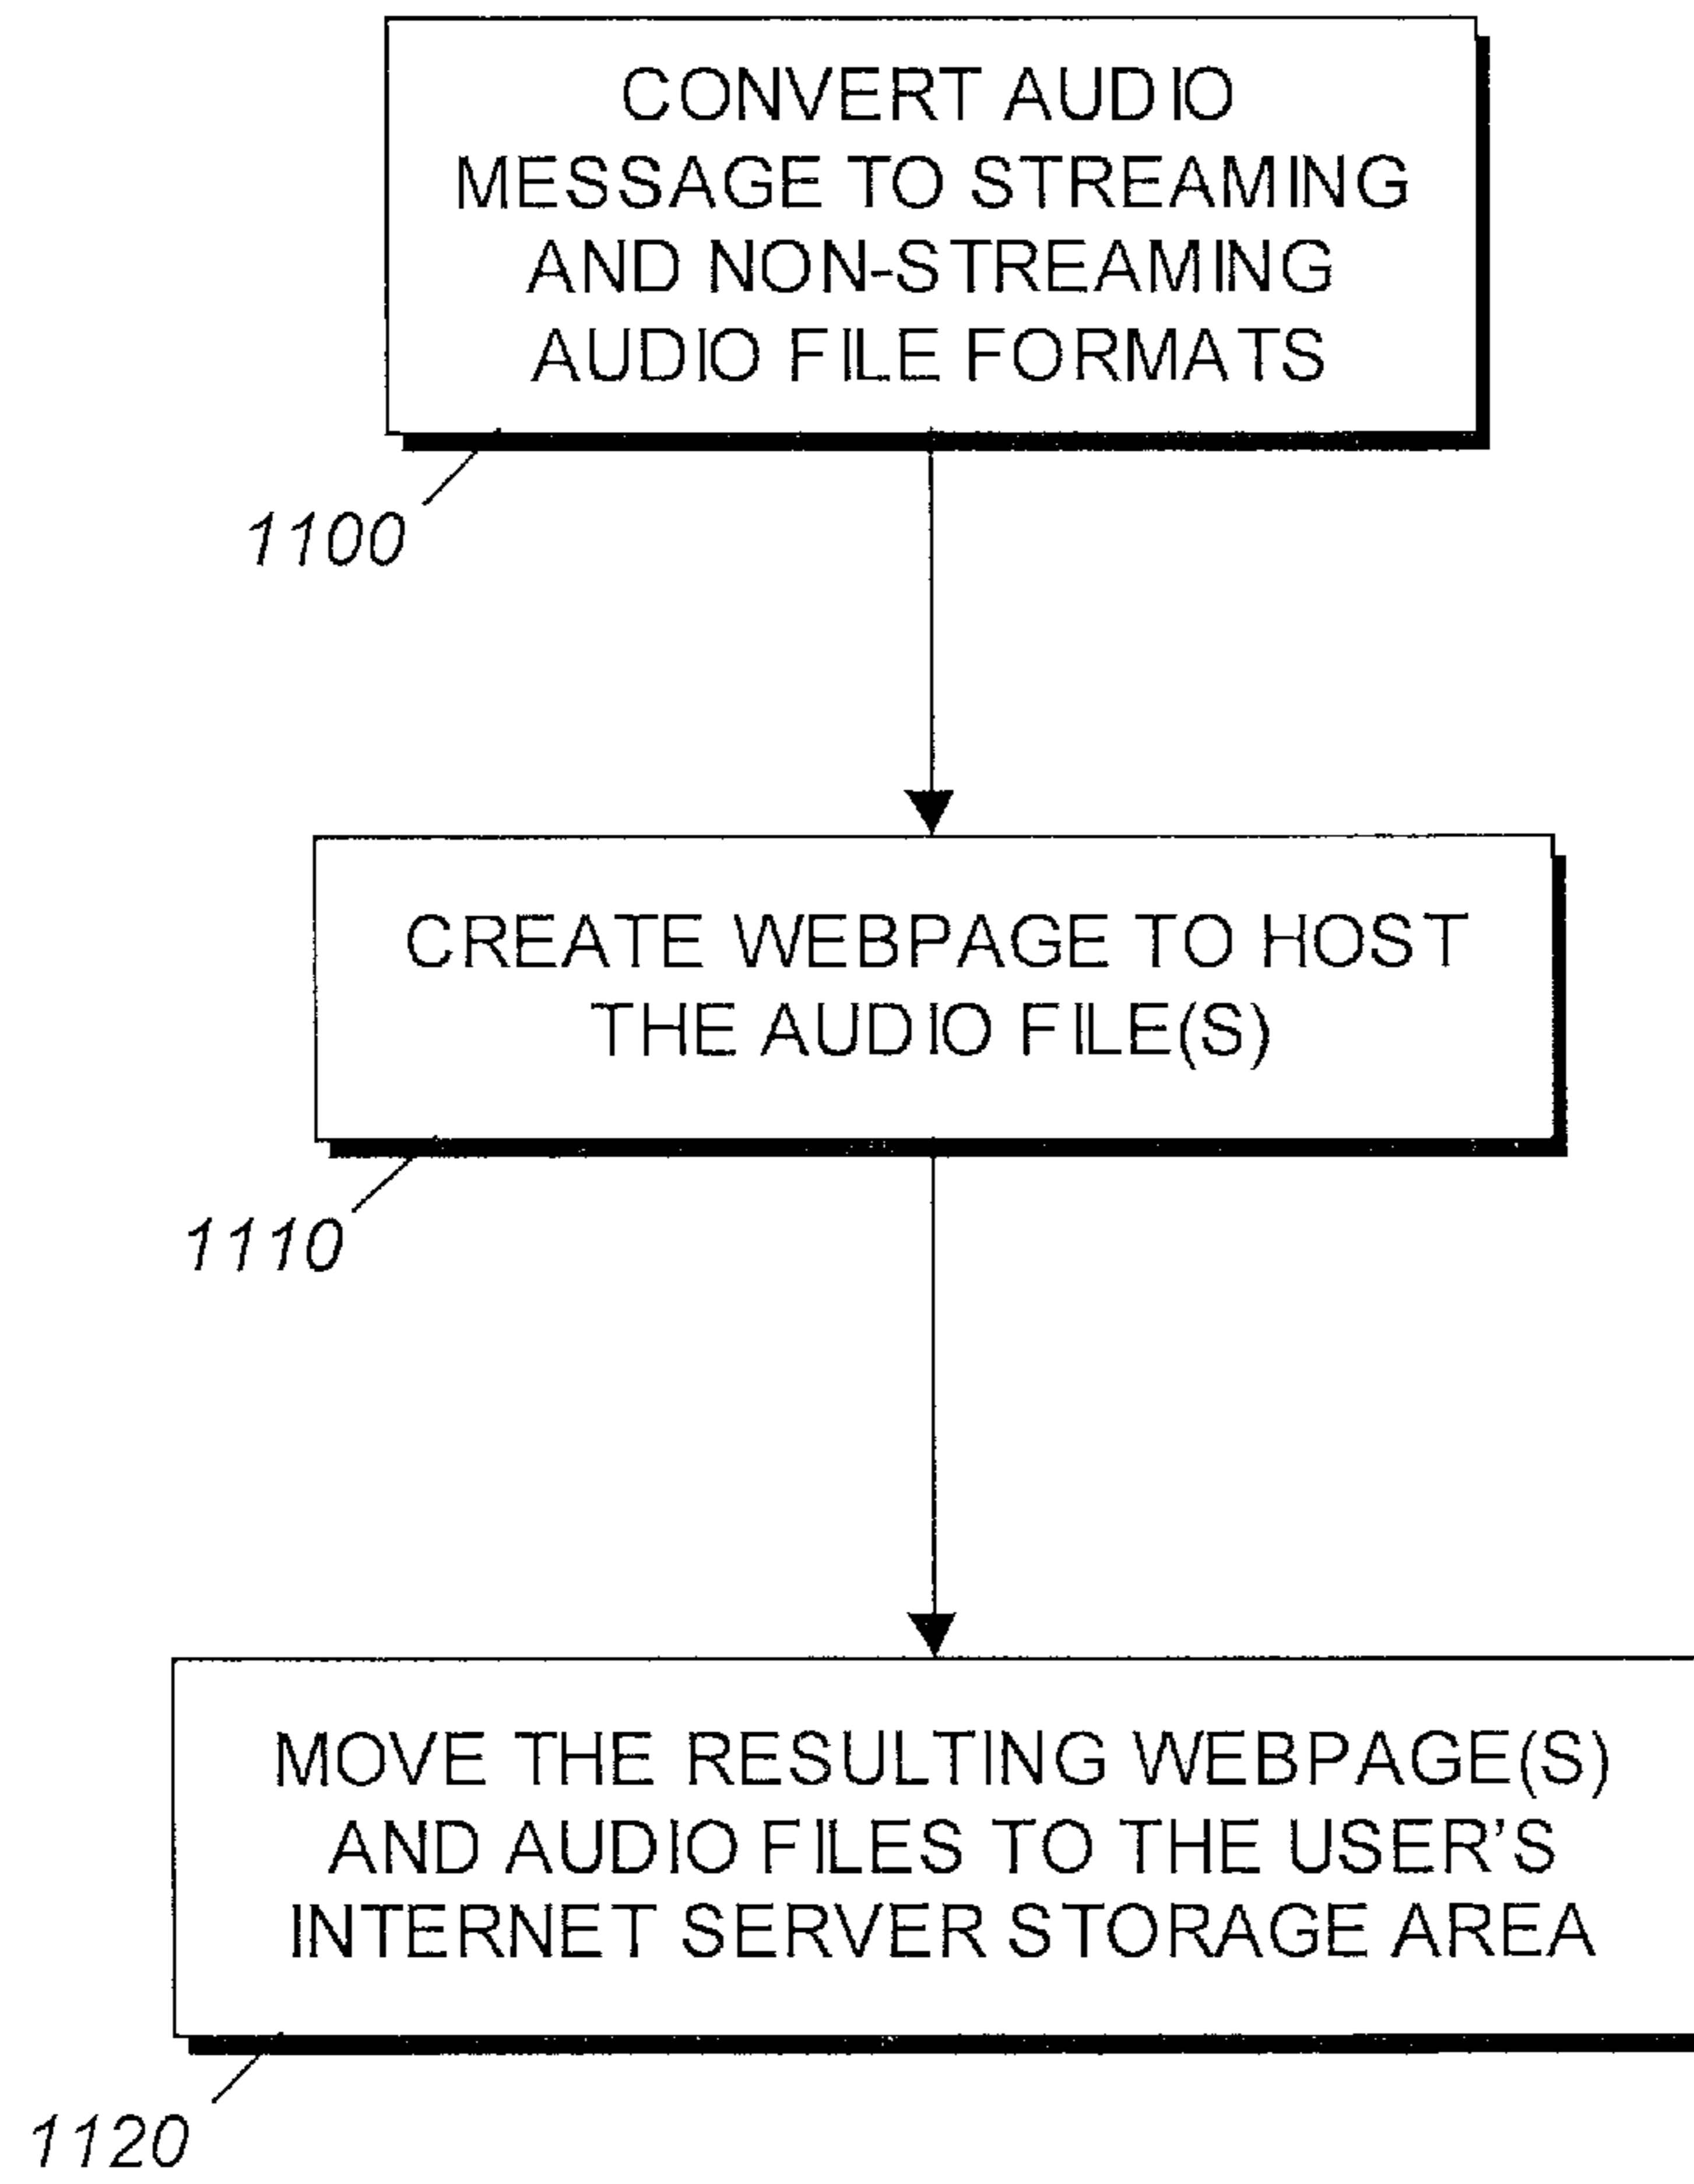 CONVERT AUDIO
MESSAGE TO STREAMING
AND NON-STREAMING
AUDIO FILE FORMATS
1100
CREATE WEBPAGE TO HOST
THE AUDIO FILE(S)
1110
MOVE THE RESULTING WEBPAGE(S)
AND AUDIO FILES TO THE USER'S
INTERNET SERVER STORAGE AREA
1120